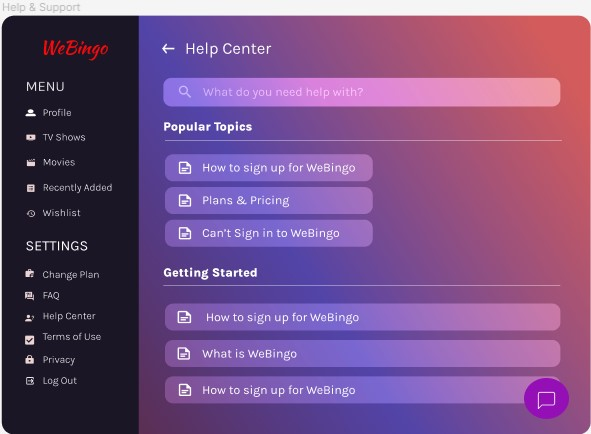 Help & Support
WeBingo
MENU
Profile
TV Shows
Movies
Recently Added
Wishlist
SETTINGS
Change Plan
FAQ
Help Center
Terms of Use
Privacy
Log Out
Help Center
What do you need help with?
Popular Topics
How to sign up for WeBingo
Plans & Pricing
Can't Sign in to WeBingo
Getting Started
How to sign up for WeBingo
What is WeBingo
How to sign up for WeBingo